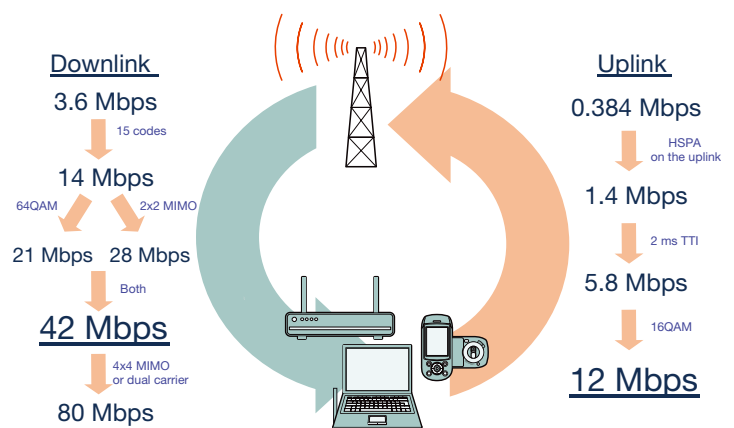 Downlink
3.6 Mbps
15 codes
14 Mbps
64QAM
2x2 MIMO
21 Mbps
28 Mbps
Both
42 Mbps
4x4 MIMO
or dual carrier
80 Mbps
Uplink
0.384 Mbps
HSPA
on the uplink
1.4 Mbps
2 ms TTI
5.8 Mbps
16QAM
12 Mbps